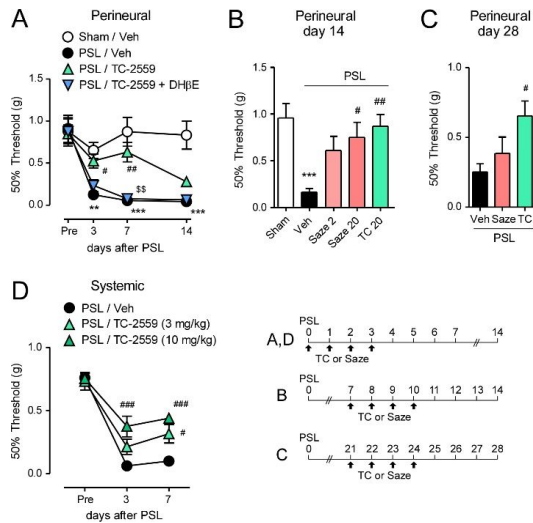 A
Perineural
Sham / Veh
PSL / Veh
PSL / TC-2559
PSL / TC-2559 + DHβE
50% Threshold (g)
1.5
1.0
0.5
0.0
#
##
$$
**
***
***
Pre
3
7
14
days after PSL
B
Perineural
day 14
PSL
50% Threshold (g)
1.5
1.0
0.5
0.0
***
#
##
Sham
Veh
Saze 2
Saze 20
TC 20
C
Perineural
day 28
50% Threshold (g)
1.0
0.5
0.0
#
Veh
Saze
TC
PSL
D
Systemic
PSL / Veh
PSL / TC-2559 (3 mg/kg)
PSL / TC-2559 (10 mg/kg)
50% Threshold (g)
1.0
0.5
0.0
###
###
#
Pre
3
7
days after PSL
A,D
PSL
0 1 2 3 4 5 6 7 // 14
TC or Saze
B
PSL
0 // 7 8 9 10 11 12 13 14
TC or Saze
C
PSL
0 // 21 22 23 24 25 26 27 28
TC or Saze